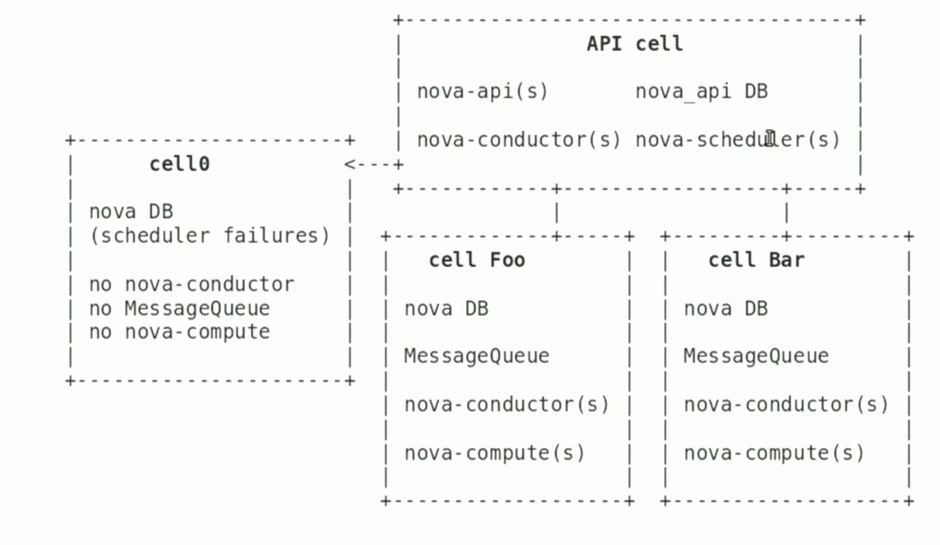 API cell
nova-api(s) nova_api DB
nova-conductor(s) nova-scheduler(s)
cell0
nova DB
(scheduler failures)
no nova-conductor
no MessageQueue
no nova-compute
cell Foo
nova DB
MessageQueue
nova-conductor(s)
nova-compute(s)
cell Bar
nova DB
MessageQueue
nova-conductor(s)
nova-compute(s)